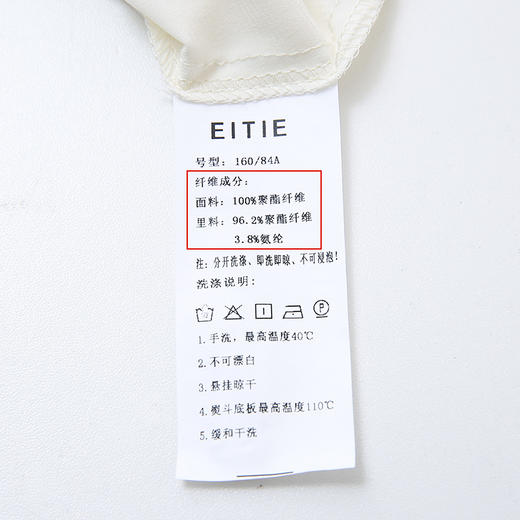 EITIE
号型：160/84A
纤维成分：
面料：100%聚酯纤维
里料：96.2%聚酯纤维
3.8%氨纶
注：分开洗涤、即洗即晾、不可浸泡！
洗涤说明：
1.手洗，最高温度40℃
2.不可漂白
3.悬挂晾干
4.熨斗底板最高温度110℃
5.缓和干洗